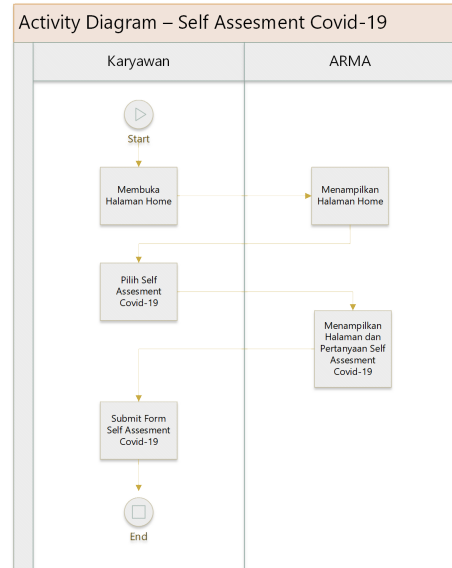 Activity Diagram – Self Assesment Covid-19
Karyawan
ARMA
Start
Membuka
Halaman Home
Menampilkan
Halaman Home
Pilih Self
Assesment
Covid-19
Menampilkan
Halaman dan
Pertanyaan Self
Assesment
Covid-19
Submit Form
Self Assesment
Covid-19
End